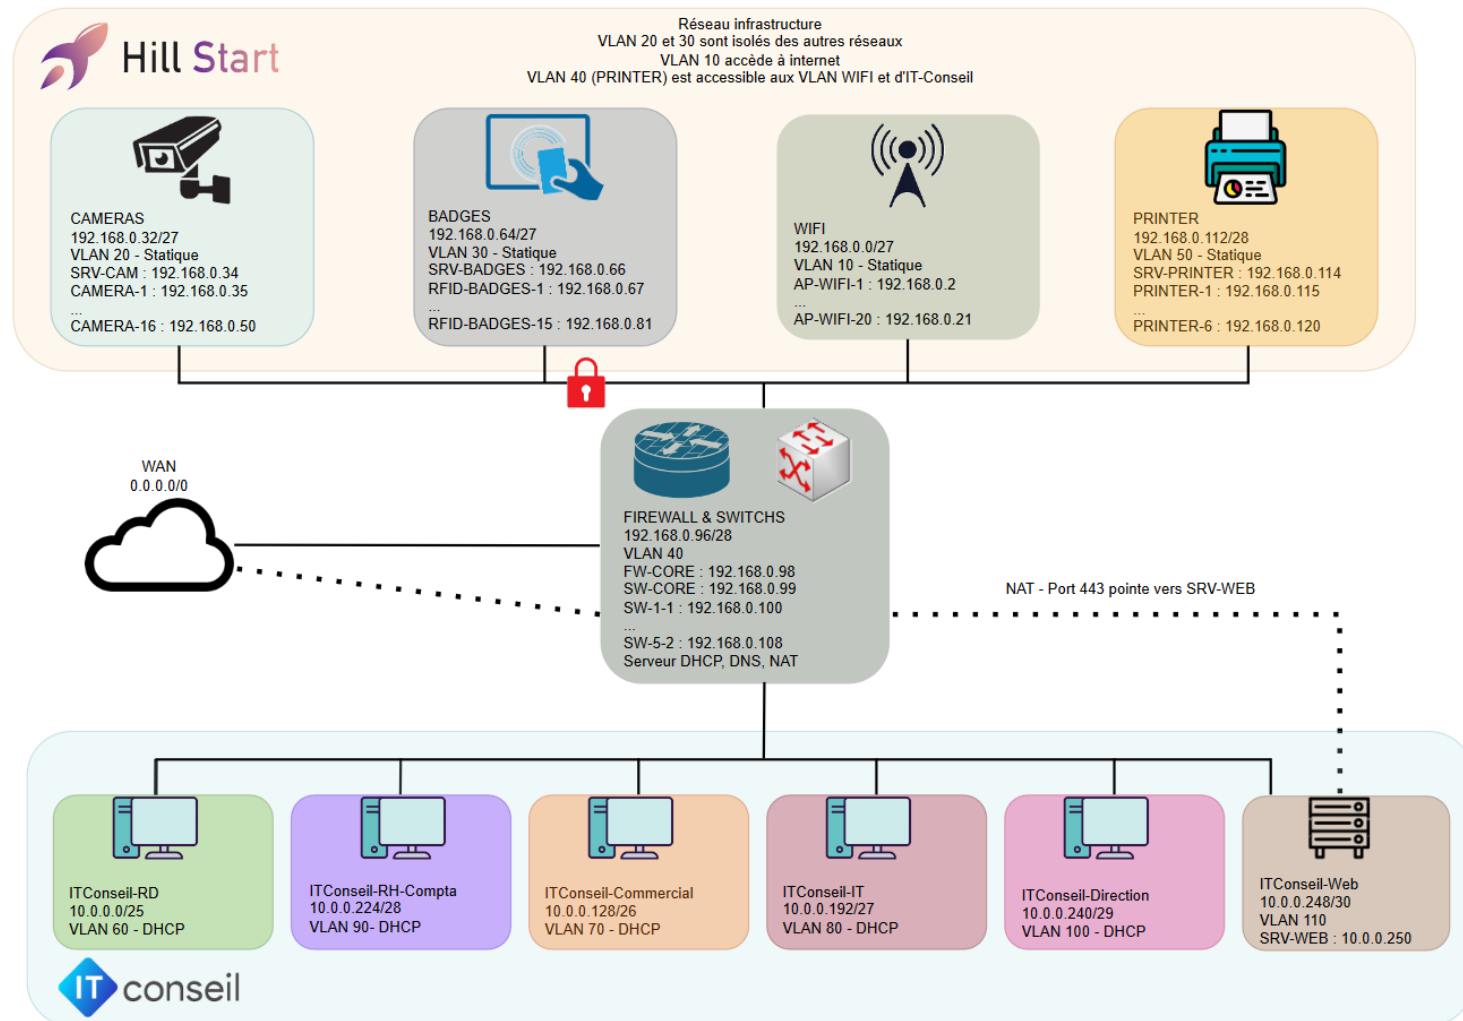 Hill Start
Réseau infrastructure
VLAN 20 et 30 sont isolés des autres réseaux
VLAN 10 accède à internet
VLAN 40 (PRINTER) est accessible aux VLAN WIFI et d'IT-Conseil
CAMERAS
192.168.0.32/27
VLAN 20 - Statique
SRV-CAM : 192.168.0.34
CAMERA-1 : 192.168.0.35
...
CAMERA-16 : 192.168.0.50
BADGES
192.168.0.64/27
VLAN 30 - Statique
SRV-BADGES : 192.168.0.66
RFID-BADGES-1 : 192.168.0.67
...
RFID-BADGES-15 : 192.168.0.81
WIFI
192.168.0.0/27
VLAN 10 - Statique
AP-WIFI-1 : 192.168.0.2
...
AP-WIFI-20 : 192.168.0.21
PRINTER
192.168.0.112/28
VLAN 50 - Statique
SRV-PRINTER : 192.168.0.114
PRINTER-1 : 192.168.0.115
...
PRINTER-6 : 192.168.0.120
WAN
0.0.0.0/0
FIREWALL & SWITCHS
192.168.0.96/28
VLAN 40
FW-CORE : 192.168.0.98
SW-CORE : 192.168.0.99
SW-1-1 : 192.168.0.100
...
SW-5-2 : 192.168.0.108
Serveur DHCP, DNS, NAT
NAT - Port 443 pointe vers SRV-WEB
ITConseil-RD
10.0.0.0/25
VLAN 60 - DHCP
ITConseil-RH-Compta
10.0.0.224/28
VLAN 90- DHCP
ITConseil-Commercial
10.0.0.128/26
VLAN 70 - DHCP
ITConseil-IT
10.0.0.192/27
VLAN 80 - DHCP
ITConseil-Direction
10.0.0.240/29
VLAN 100 - DHCP
ITConseil-Web
10.0.0.248/30
VLAN 110
SRV-WEB : 10.0.0.250
IT conseil